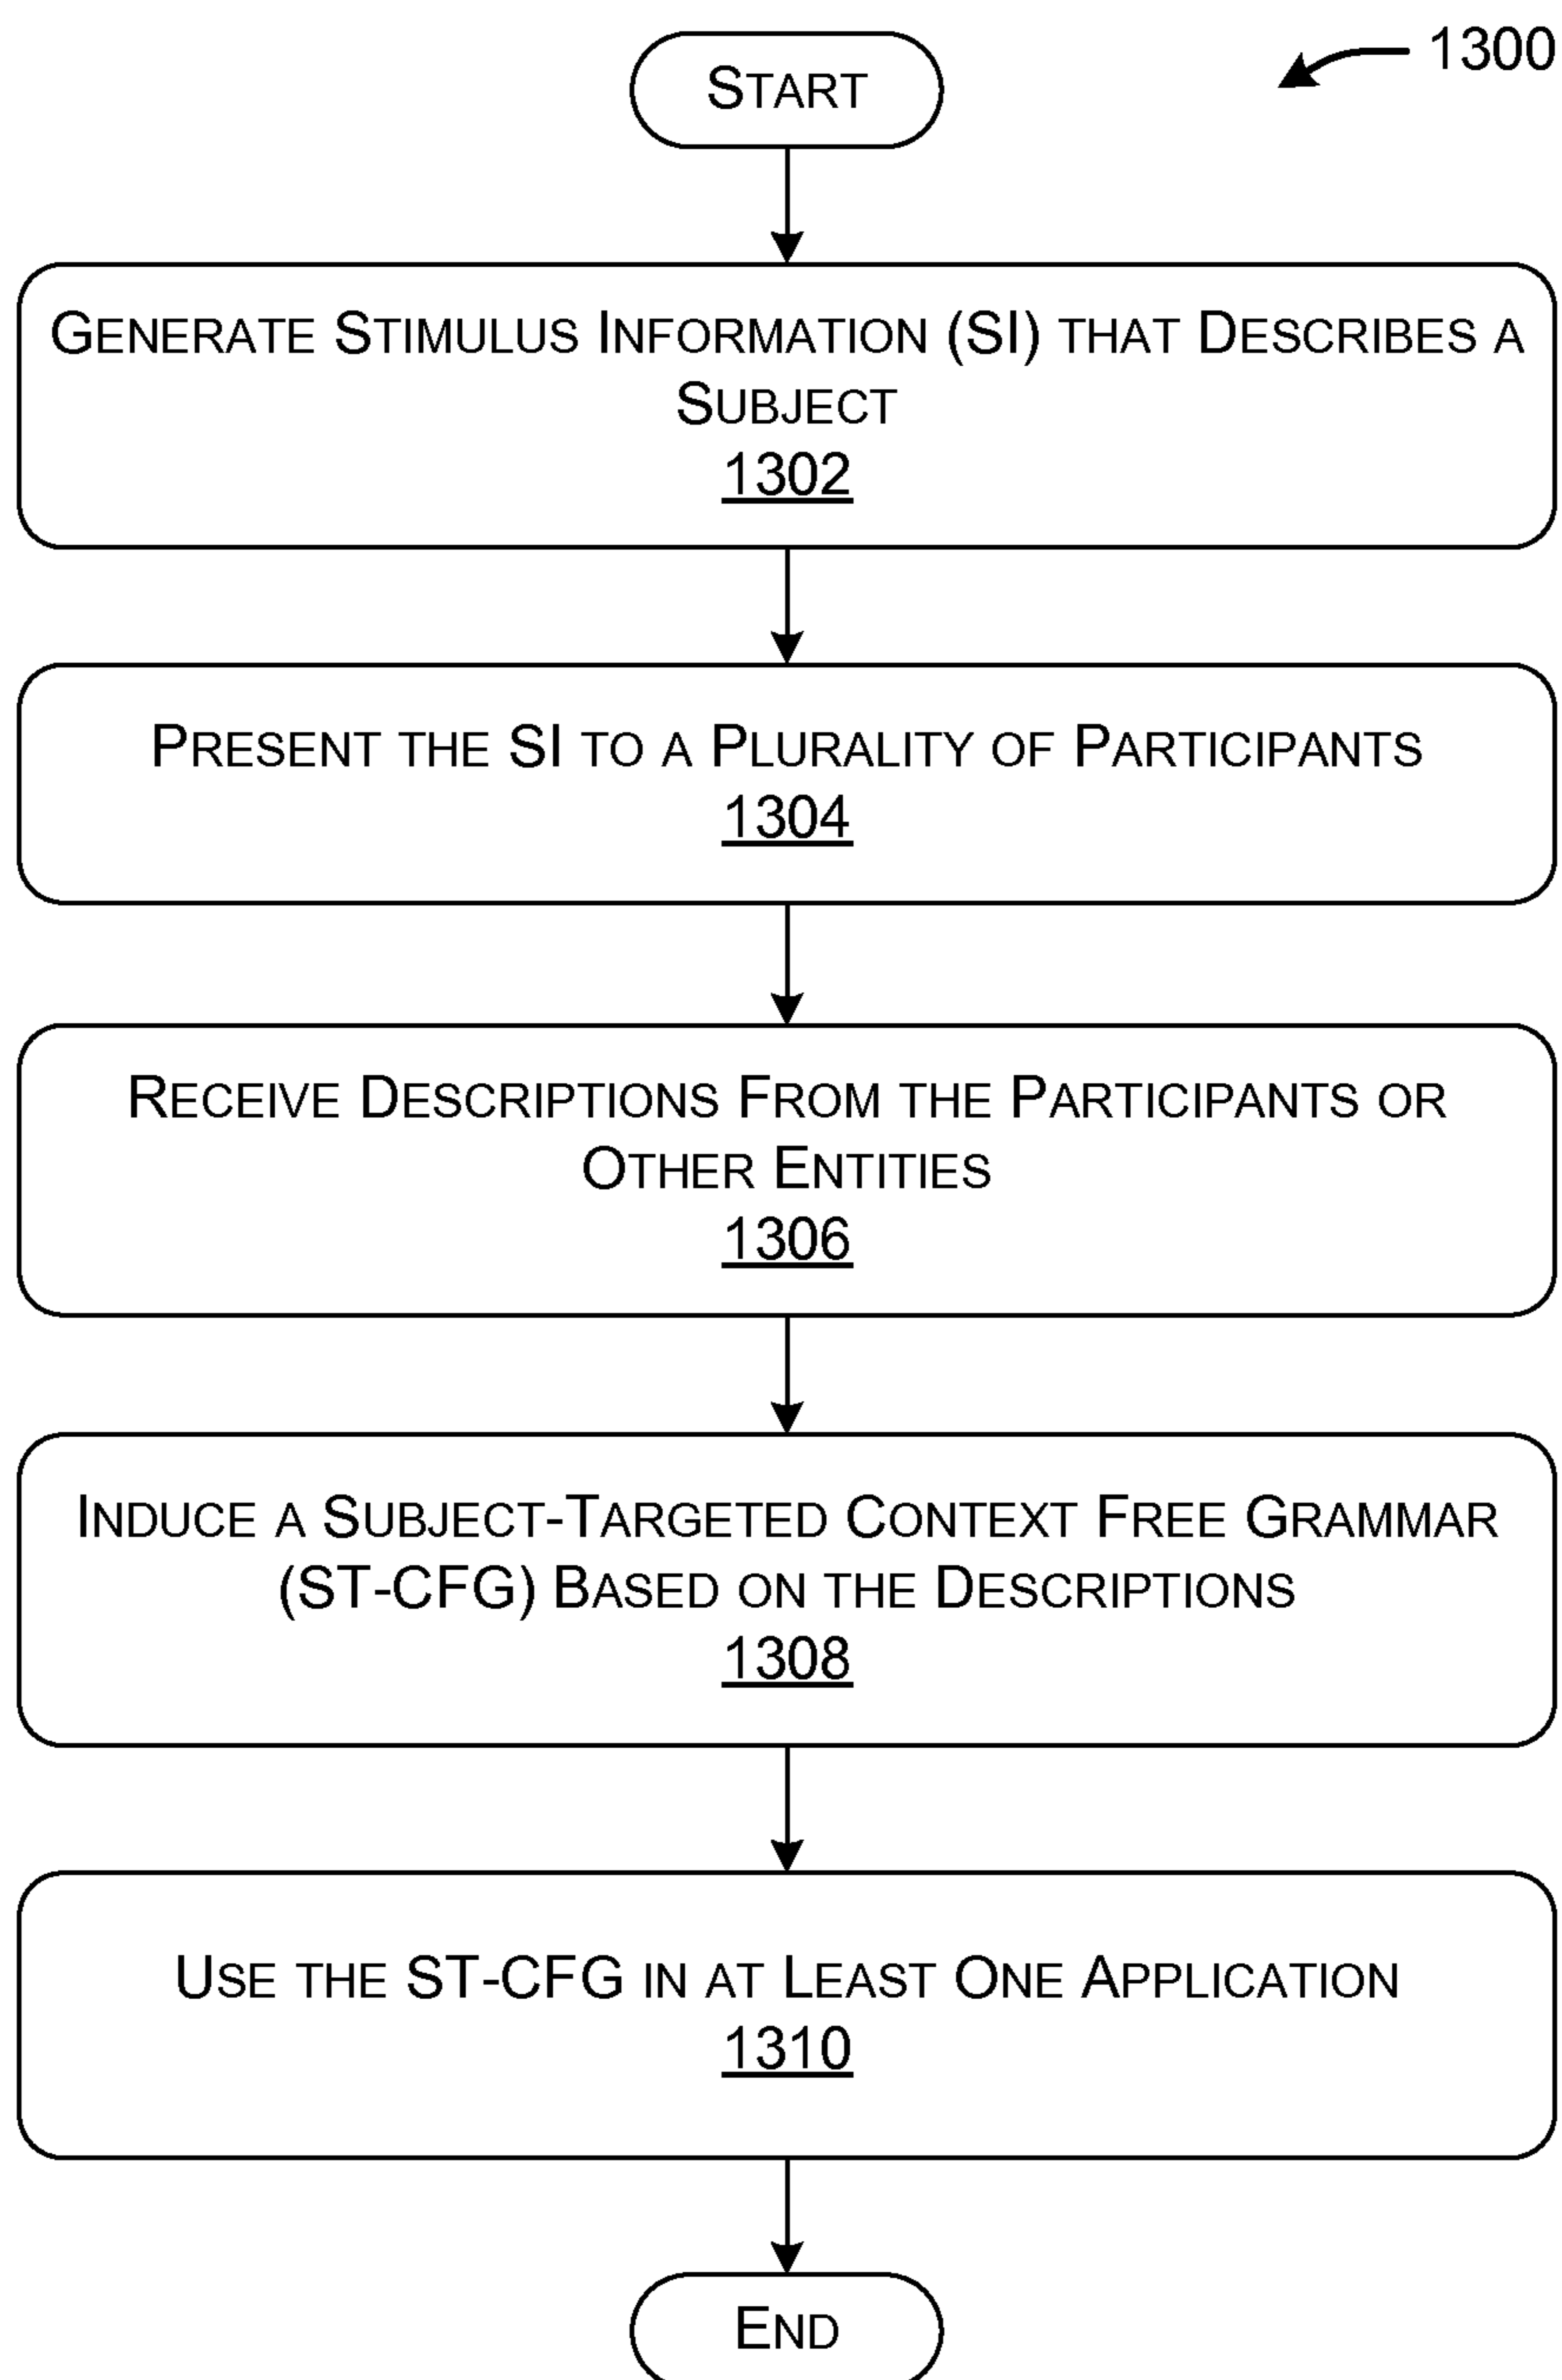 START
1300
GENERATE STIMULUS INFORMATION (SI) THAT DESCRIBES A
SUBJECT
1302
PRESENT THE SI TO A PLURALITY OF PARTICIPANTS
1304
RECEIVE DESCRIPTIONS FROM THE PARTICIPANTS OR
OTHER ENTITIES
1306
INDUCE A SUBJECT-TARGETED CONTEXT FREE GRAMMAR
(ST-CFG) BASED ON THE DESCRIPTIONS
1308
USE THE ST-CFG IN AT LEAST ONE APPLICATION
1310
END